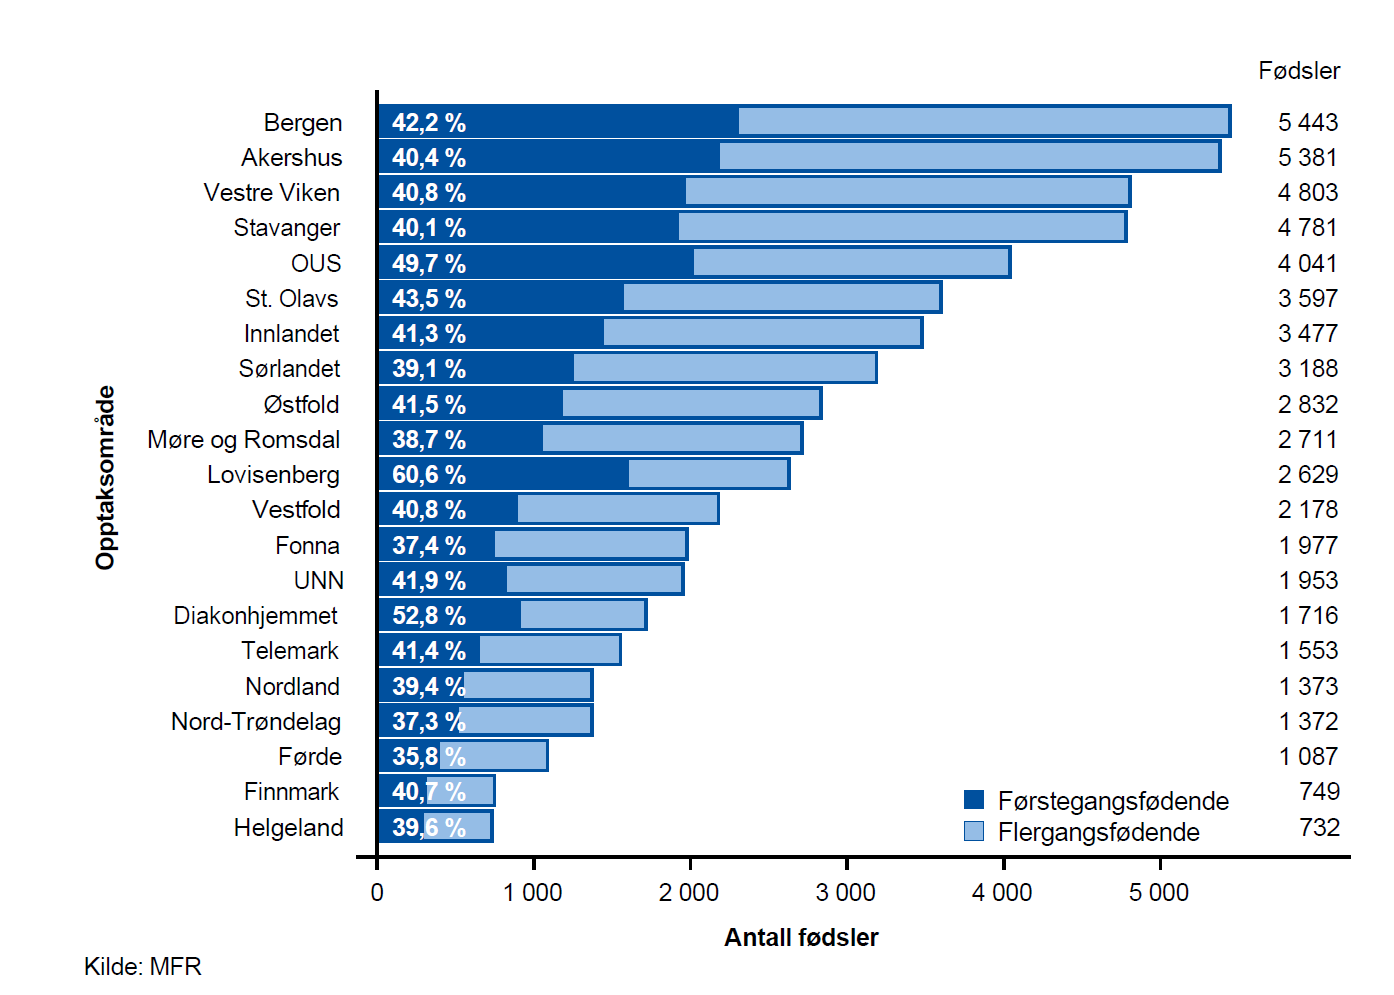 Fødsler
Bergen 42,2 % 5 443
Akershus 40,4 % 5 381
Vestre Viken 40,8 % 4 803
Stavanger 40,1 % 4 781
OUS 49,7 % 4 041
St. Olavs 43,5 % 3 597
Innlandet 41,3 % 3 477
Sørlandet 39,1 % 3 188
Østfold 41,5 % 2 832
Møre og Romsdal 38,7 % 2 711
Lovisenberg 60,6 % 2 629
Vestfold 40,8 % 2 178
Fonna 37,4 % 1 977
UNN 41,9 % 1 953
Diakonhjemmet 52,8 % 1 716
Telemark 41,4 % 1 553
Nordland 39,4 % 1 373
Nord-Trøndelag 37,3 % 1 372
Førde 35,8 % 1 087
Finnmark 40,7 % 749
Helgeland 39,6 % 732
Opptaksområde
Førstegangsfødende
Flergangsfødende
0 1 000 2 000 3 000 4 000 5 000
Antall fødsler
Kilde: MFR